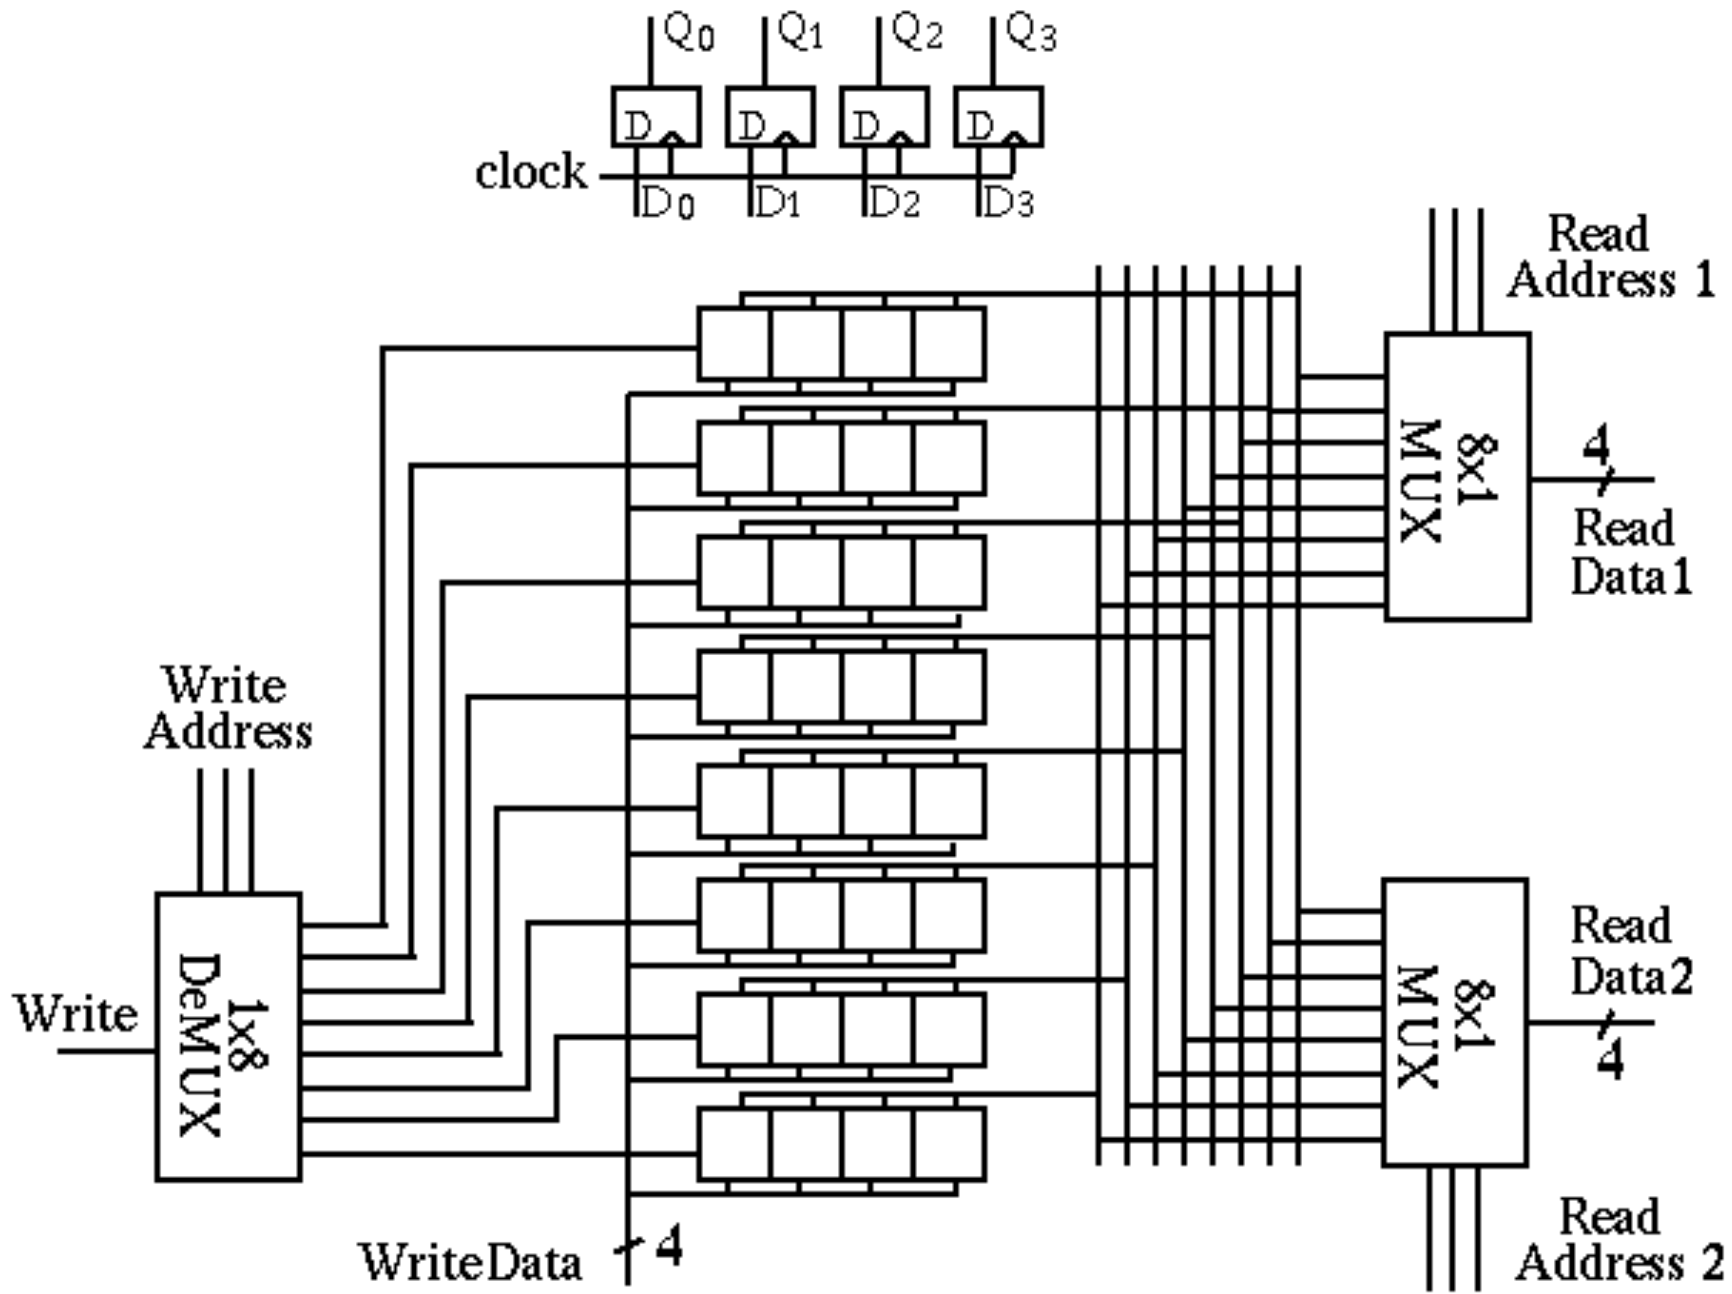 Q0 Q1 Q2 Q3
D D D D
clock
D0 D1 D2 D3
Read
Address 1
8x1
MUX
4
Read
Data1
Write
Address
1x8
DeMUX
Write
Read
Data2
8x1
MUX
4
WriteData 4
Read
Address 2